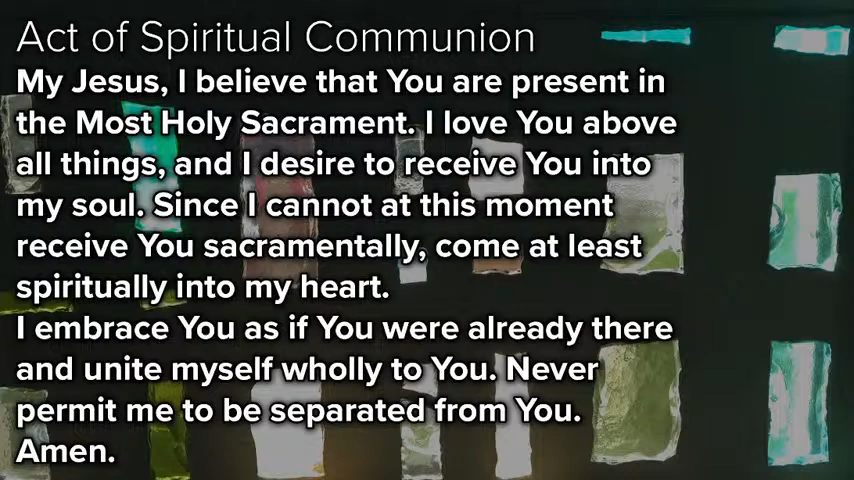 Act of Spiritual Communion
My Jesus, I believe that You are present in
the Most Holy Sacrament. I love You above
all things, and I desire to receive You into
my soul. Since I cannot at this moment
receive You sacramentally, come at least
spiritually into my heart.
I embrace You as if You were already there
and unite myself wholly to You. Never
permit me to be separated from You.
Amen.